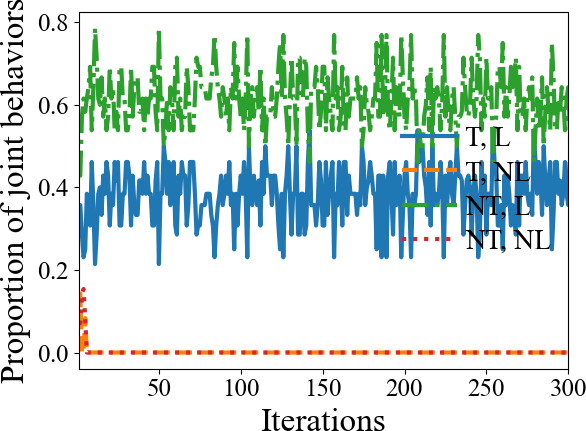 Proportion of joint behaviors
0.8
0.6
0.4
0.2
0.0
T, L
T, NL
NT, L
NT, NL
50
100
150
200
250
300
Iterations